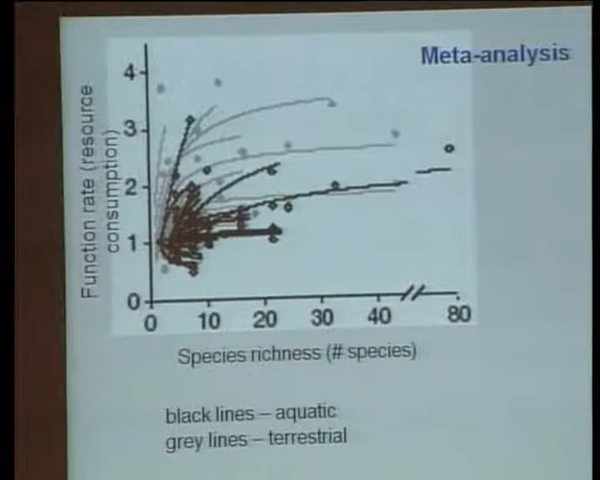 Meta-analysis
Function rate (resource
consumption)
4
3
2
1
0
0 10 20 30 40 80
Species richness (# species)
black lines – aquatic
grey lines – terrestrial